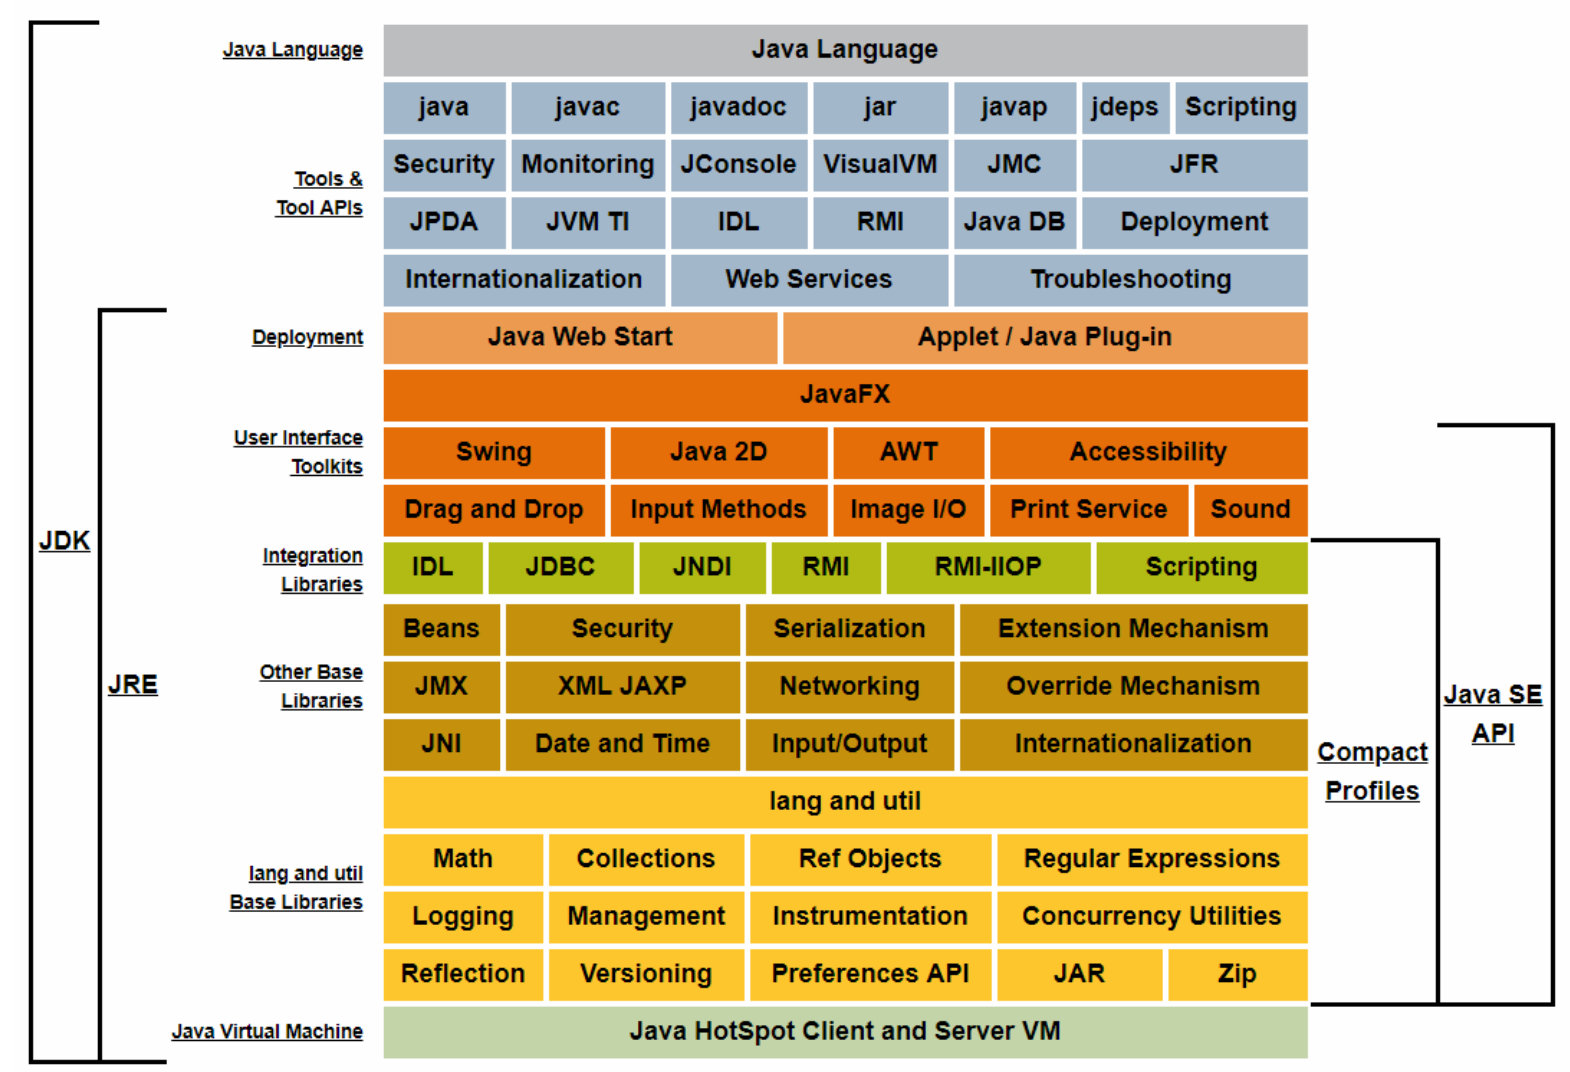 Java Language
Java Language
java javac javadoc jar javap jdeps Scripting
Security Monitoring JConsole VisualVM JMC JFR
Tools &
Tool APIs
JPDA JVM TI IDL RMI Java DB Deployment
Internationalization Web Services Troubleshooting
Deployment
Java Web Start Applet / Java Plug-in
JavaFX
User Interface
Toolkits
Swing Java 2D AWT Accessibility
Drag and Drop Input Methods Image I/O Print Service Sound
JDK
Integration
Libraries
IDL JDBC JNDI RMI RMI-IIOP Scripting
Beans Security Serialization Extension Mechanism
JRE
Other Base
Libraries
JMX XML JAXP Networking Override Mechanism
Java SE
API
JNI Date and Time Input/Output Internationalization
Compact
Profiles
lang and util
lang and util
Base Libraries
Math Collections Ref Objects Regular Expressions
Logging Management Instrumentation Concurrency Utilities
Reflection Versioning Preferences API JAR Zip
Java Virtual Machine
Java HotSpot Client and Server VM